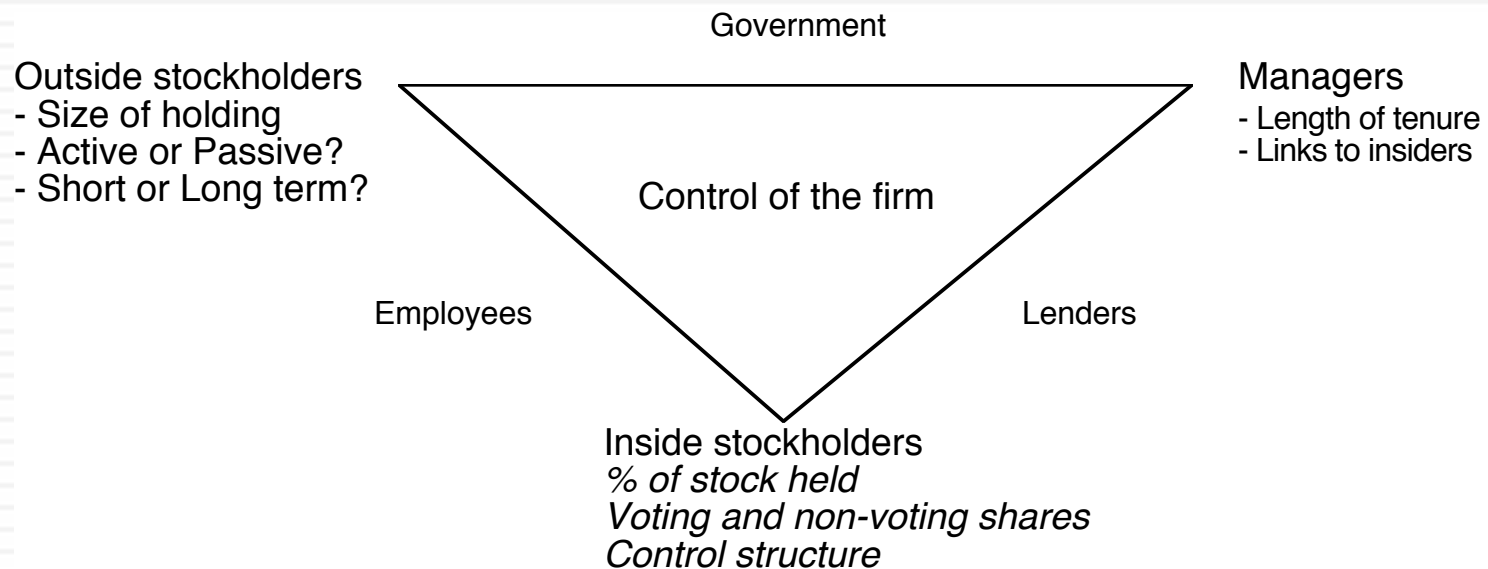 Government
Outside stockholders
- Size of holding
- Active or Passive?
- Short or Long term?
Managers
- Length of tenure
- Links to insiders
Control of the firm
Employees
Lenders
Inside stockholders
% of stock held
Voting and non-voting shares
Control structure